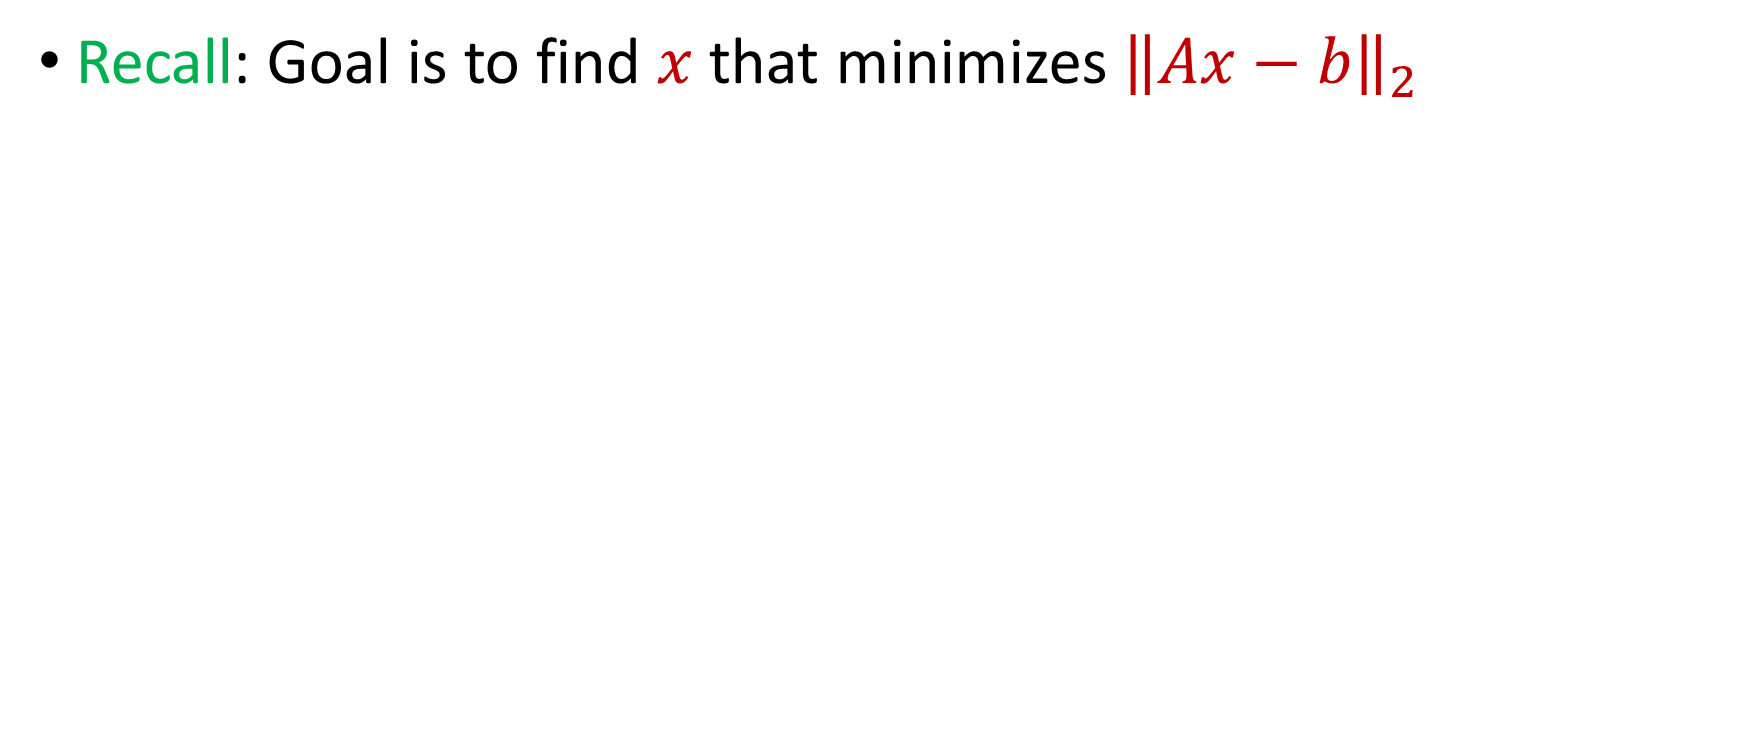 • Recall: Goal is to find x that minimizes ‖Ax − b‖₂